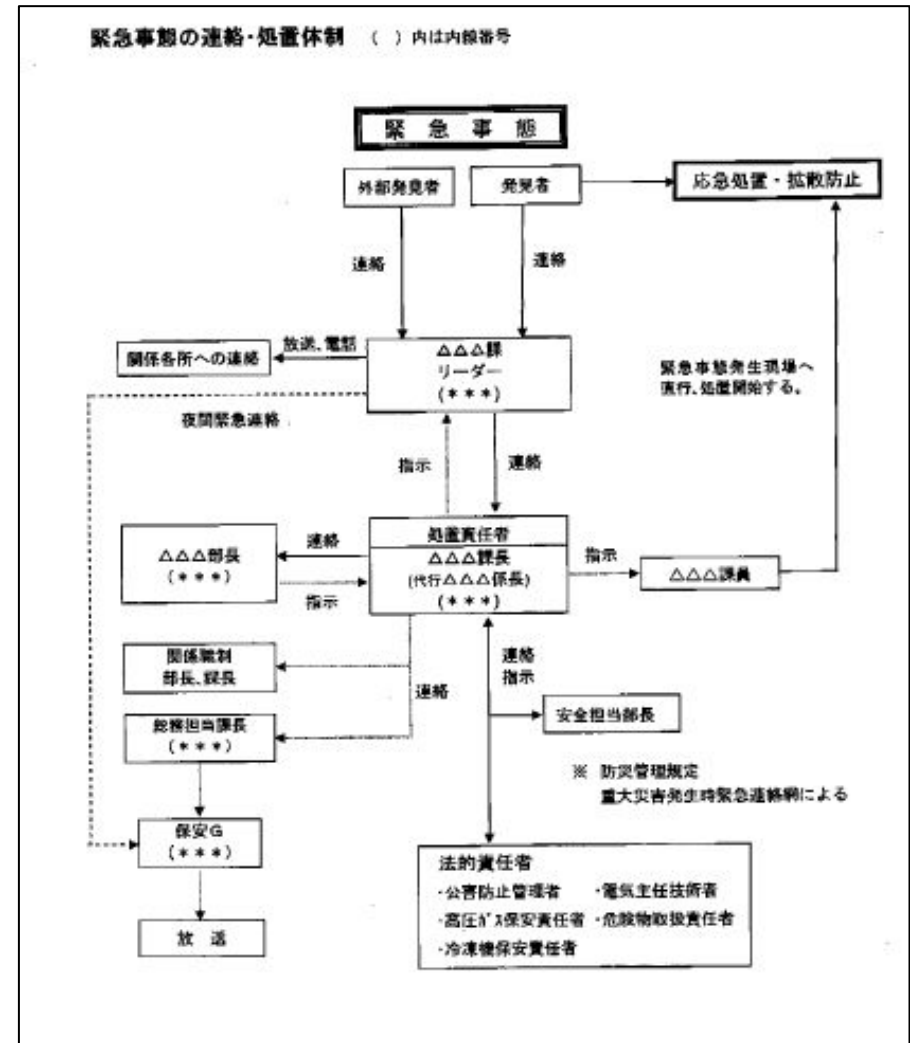 緊急事態の連絡・処置体制 ( ) 内は内線番号
緊急事態
外部発見者
発見者
応急処置・拡散防止
連絡
連絡
関係各所への連絡
放送、電話
△△△課
リーダー
(***)
緊急事態発生現場へ
直行、処置開始する。
夜間緊急連絡
指示
連絡
△△△部長
(***)
連絡
指示
処置責任者
△△△課長
(代行△△△係長)
(***)
指示
△△△課員
関係職制
部長、課長
連絡
総務担当課長
(***)
連絡
指示
安全担当部長
※ 防災管理規定
重大災害発生時緊急連絡網による
保安G
(***)
放送
法的責任者
・公害防止管理者 ・電気主任技術者
・高圧ｶﾞｽ保安責任者 ・危険物取扱責任者
・冷凍機保安責任者